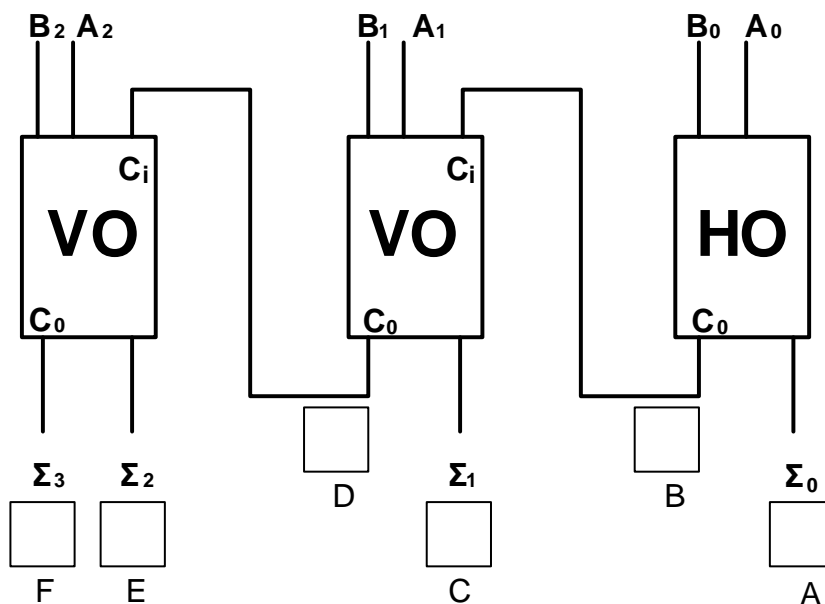 B2 A2 B1 A1 B0 A0
Ci Ci
VO VO HO
C0 C0 C0
D B
Σ3 Σ2 Σ1 Σ0
F E C A